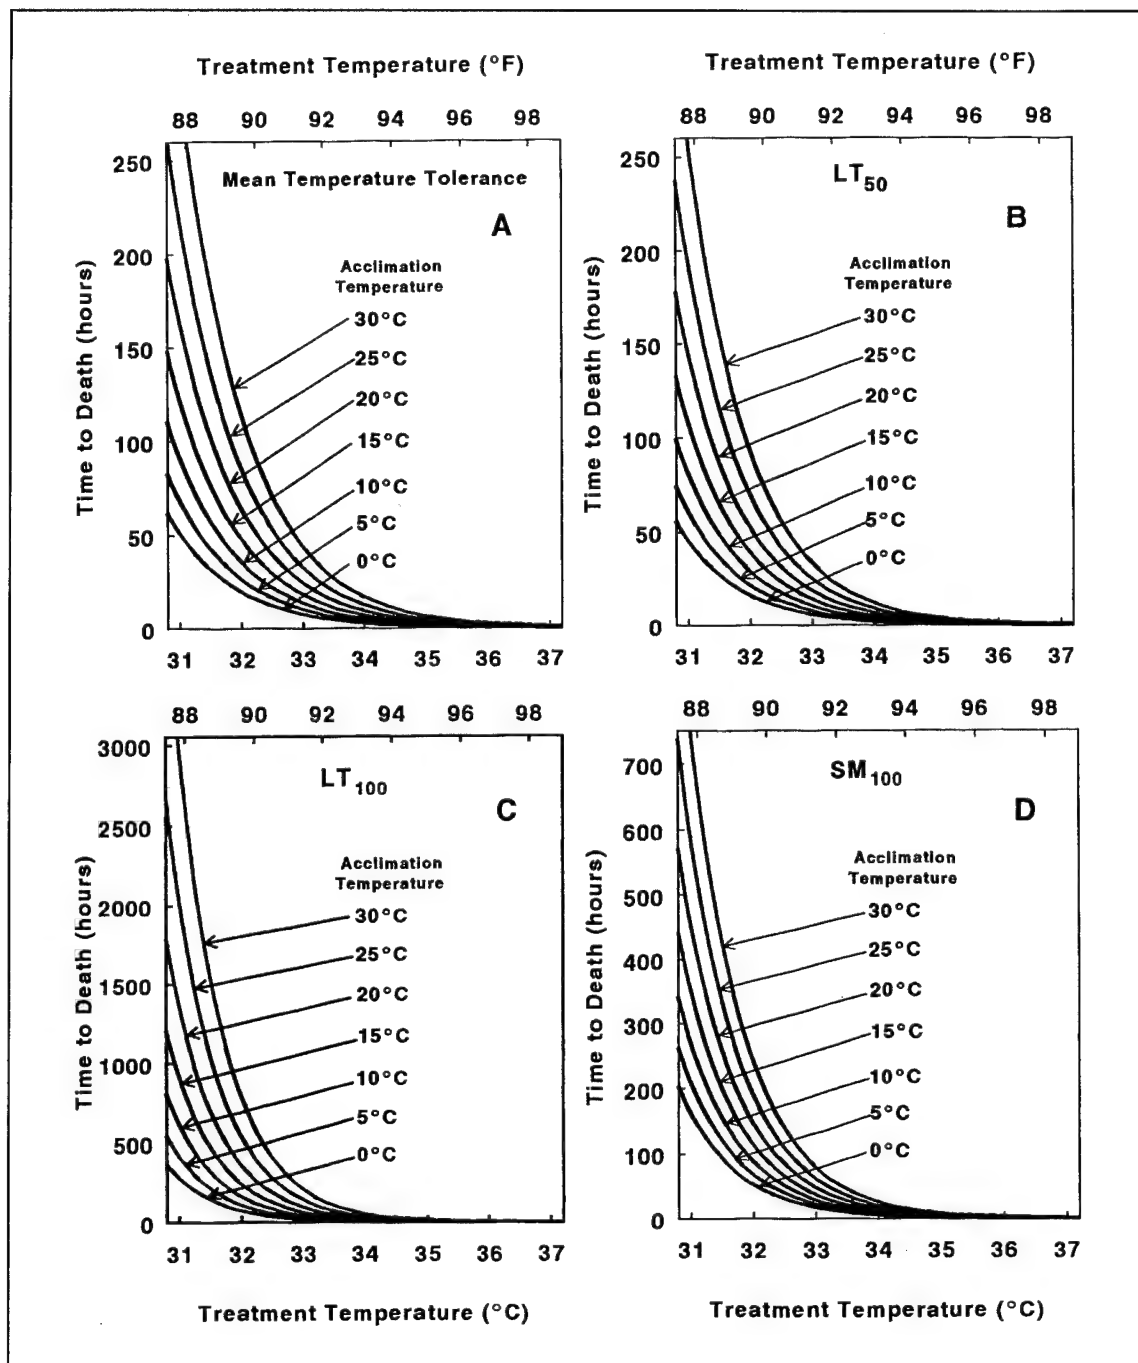 Treatment Temperature (°F)
88 90 92 94 96 98
250
200
150
100
50
0
Time to Death (hours)
Mean Temperature Tolerance
A
Acclimation
Temperature
30°C
25°C
20°C
15°C
10°C
5°C
0°C
31 32 33 34 35 36 37
Treatment Temperature (°F)
88 90 92 94 96 98
250
200
150
100
50
0
Time to Death (hours)
LT50
B
Acclimation
Temperature
30°C
25°C
20°C
15°C
10°C
5°C
0°C
31 32 33 34 35 36 37
88 90 92 94 96 98
3000
2500
2000
1500
1000
500
0
Time to Death (hours)
LT100
C
Acclimation
Temperature
30°C
25°C
20°C
15°C
10°C
5°C
0°C
31 32 33 34 35 36 37
Treatment Temperature (°C)
88 90 92 94 96 98
700
600
500
400
300
200
100
0
Time to Death (hours)
SM100
D
Acclimation
Temperature
30°C
25°C
20°C
15°C
10°C
5°C
0°C
31 32 33 34 35 36 37
Treatment Temperature (°C)